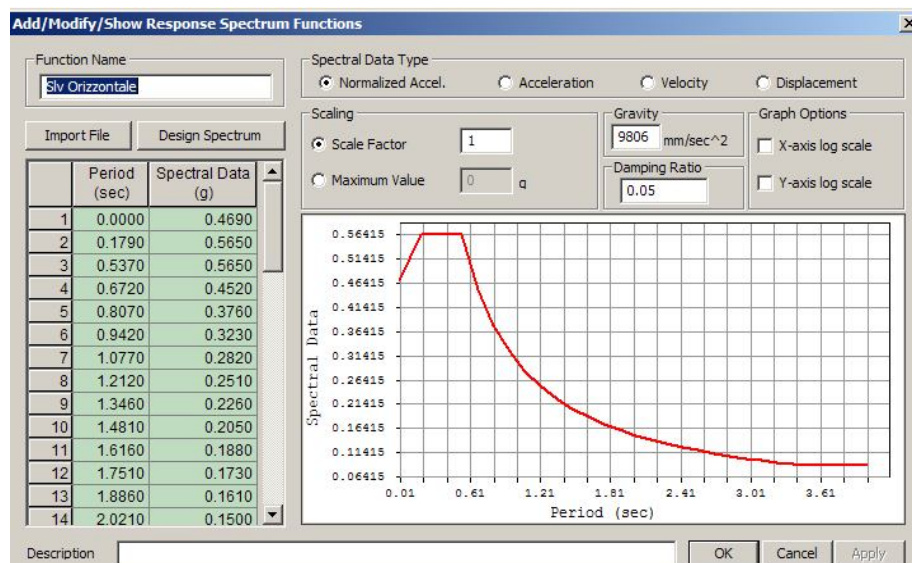 Add/Modify/Show Response Spectrum Functions
Function Name
Slv Orizzontale
Import File Design Spectrum
Spectral Data Type
Normalized Accel. Acceleration Velocity Displacement
Scaling
Scale Factor 1
Maximum Value 0 g
Gravity
9806 mm/sec^2
Damping Ratio
0.05
Graph Options
X-axis log scale
Y-axis log scale
Period (sec) Spectral Data (g)
1 0.0000 0.4690
2 0.1790 0.5650
3 0.5370 0.5650
4 0.6720 0.4520
5 0.8070 0.3760
6 0.9420 0.3230
7 1.0770 0.2820
8 1.2120 0.2510
9 1.3460 0.2260
10 1.4810 0.2050
11 1.6160 0.1880
12 1.7510 0.1730
13 1.8860 0.1610
14 2.0210 0.1500
Spectral Data
0.56415
0.51415
0.46415
0.41415
0.36415
0.31415
0.26415
0.21415
0.16415
0.11415
0.06415
0.01 0.61 1.21 1.81 2.41 3.01 3.61
Period (sec)
Description
OK Cancel Apply